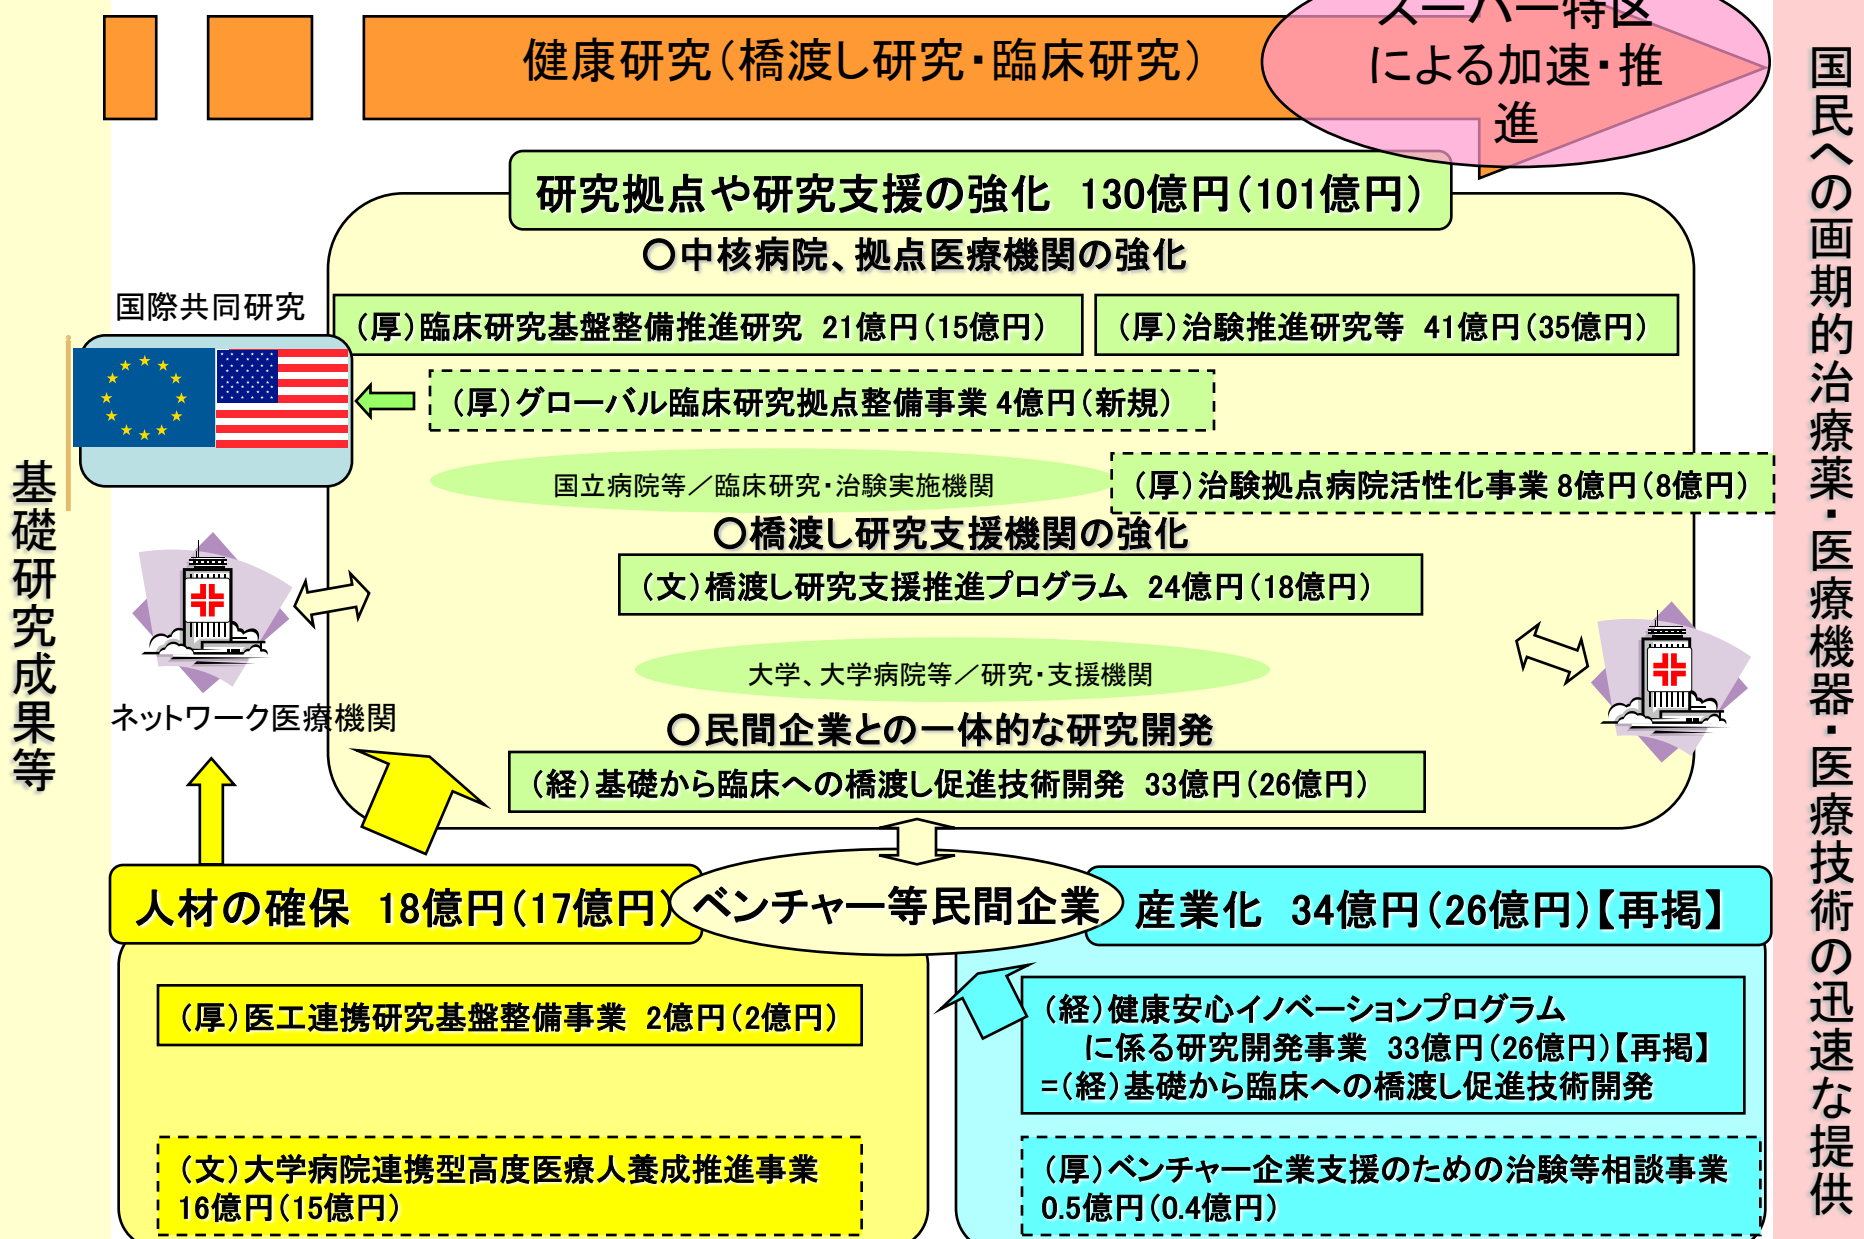 健康研究(橋渡し研究・臨床研究)
スーパー特区
による加速・推
進
研究拠点や研究支援の強化 130億円(101億円)
〇中核病院、拠点医療機関の強化
国際共同研究
(厚)臨床研究基盤整備推進研究 21億円(15億円)
(厚)治験推進研究等 41億円(35億円)
(厚)グローバル臨床研究拠点整備事業 4億円(新規)
国立病院等/臨床研究・治験実施機関
(厚)治験拠点病院活性化事業 8億円(8億円)
〇橋渡し研究支援機関の強化
(文)橋渡し研究支援推進プログラム 24億円(18億円)
大学、大学病院等/研究・支援機関
ネットワーク医療機関
〇民間企業との一体的な研究開発
(経)基礎から臨床への橋渡し促進技術開発 33億円(26億円)
基礎研究成果等
国民への画期的治療薬・医療機器・医療技術の迅速な提供
人材の確保 18億円(17億円)
ベンチャー等民間企業
産業化 34億円(26億円)【再掲】
(厚)医工連携研究基盤整備事業 2億円(2億円)
(文)大学病院連携型高度医療人養成推進事業
16億円(15億円)
(経)健康安心イノベーションプログラム
に係る研究開発事業 33億円(26億円)【再掲】
=(経)基礎から臨床への橋渡し促進技術開発
(厚)ベンチャー企業支援のための治験等相談事業
0.5億円(0.4億円)